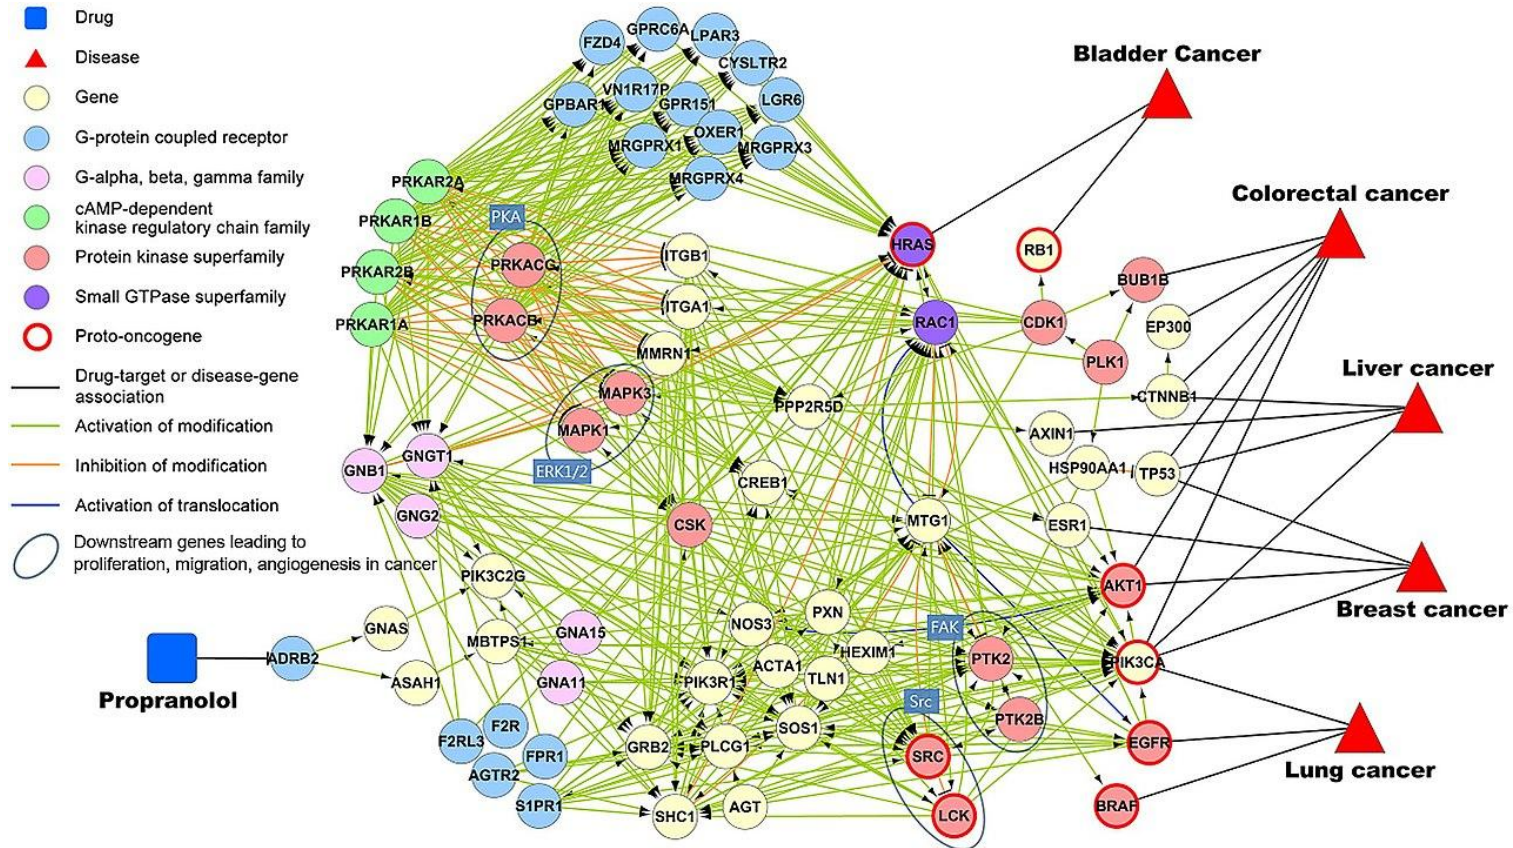 Drug
Disease
Gene
G-protein coupled receptor
G-alpha, beta, gamma family
cAMP-dependent
kinase regulatory chain family
Protein kinase superfamily
Small GTPase superfamily
Proto-oncogene
Drug-target or disease-gene
association
Activation of modification
Inhibition of modification
Activation of translocation
Downstream genes leading to
proliferation, migration, angiogenesis in cancer
FZD4
GPRC6A
LPAR3
CYSLTR2
GPBAR1
VN1R17P
GPR151
LGR6
MRGPRX1
OXER1
MRGPRX3
MRGPRX4
PRKAR2A
PRKAR1B
PRKAR2B
PRKAR1A
PKA
PRKACG
PRKACB
ITGB1
ITGA1
MMRN1
MAPK3
MAPK1
ERK1/2
PPP2R5D
GNB1
GNGT1
GNG2
CREB1
CSK
MTG1
HRAS
RAC1
RB1
CDK1
BUB1B
EP300
PLK1
CTNNB1
AXIN1
HSP90AA1
TP53
ESR1
AKT1
PIK3CA
EGFR
BRAF
Bladder Cancer
Colorectal cancer
Liver cancer
Breast cancer
Lung cancer
Propranolol
ADRB2
GNAS
ASAH1
PIK3C2G
MBTPS1
GNA15
GNA11
F2RL3
F2R
FPR1
AGTR2
S1PR1
NOS3
PXN
HEXIM1
ACTA1
TLN1
PIK3R1
GRB2
PLCG1
SOS1
SHC1
AGT
FAK
PTK2
PTK2B
Src
SRC
LCK